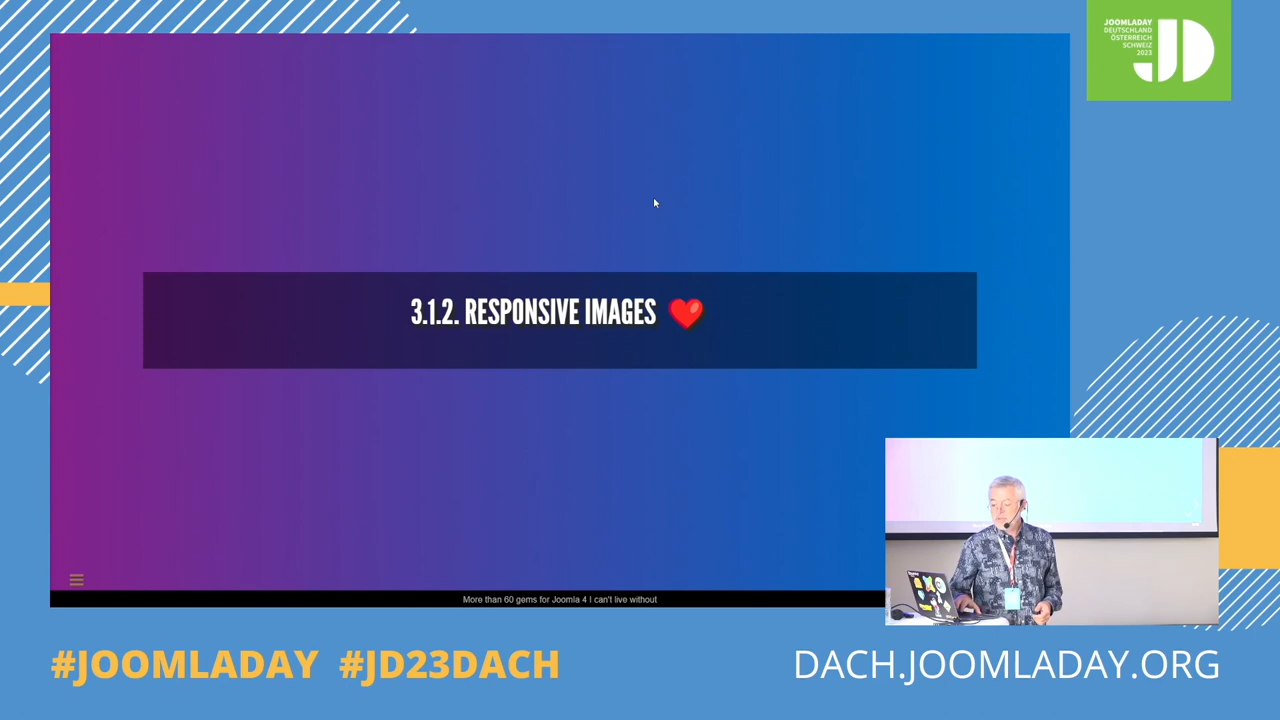 JOOMLADAY
DEUTSCHLAND
ÖSTERREICH
SCHWEIZ
2023
JD
3.1.2. RESPONSIVE IMAGES
More than 60 gems for Joomla 4 I can't live without
#JOOMLADAY #JD23DACH
DACH.JOOMLADAY.ORG